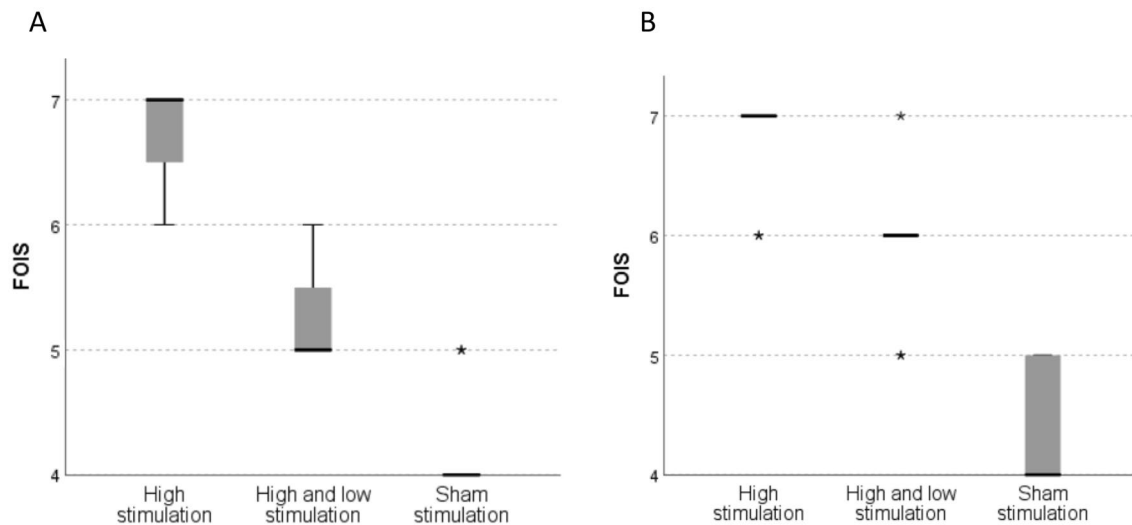 A
7
6
5
4
FOIS
High
stimulation
High and low
stimulation
Sham
stimulation
B
7
6
5
4
FOIS
High
stimulation
High and low
stimulation
Sham
stimulation